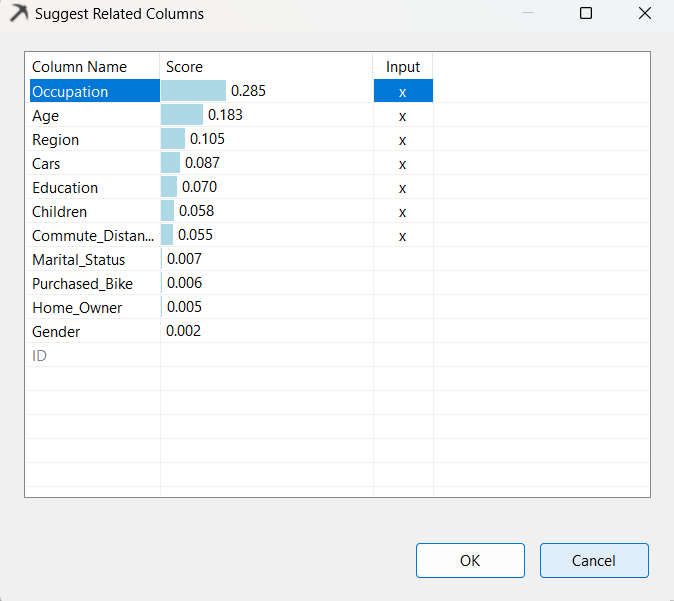 Suggest Related Columns
Column Name Score Input
Occupation 0.285 x
Age 0.183 x
Region 0.105 x
Cars 0.087 x
Education 0.070 x
Children 0.058 x
Commute_Distan... 0.055 x
Marital_Status 0.007
Purchased_Bike 0.006
Home_Owner 0.005
Gender 0.002
ID
OK Cancel